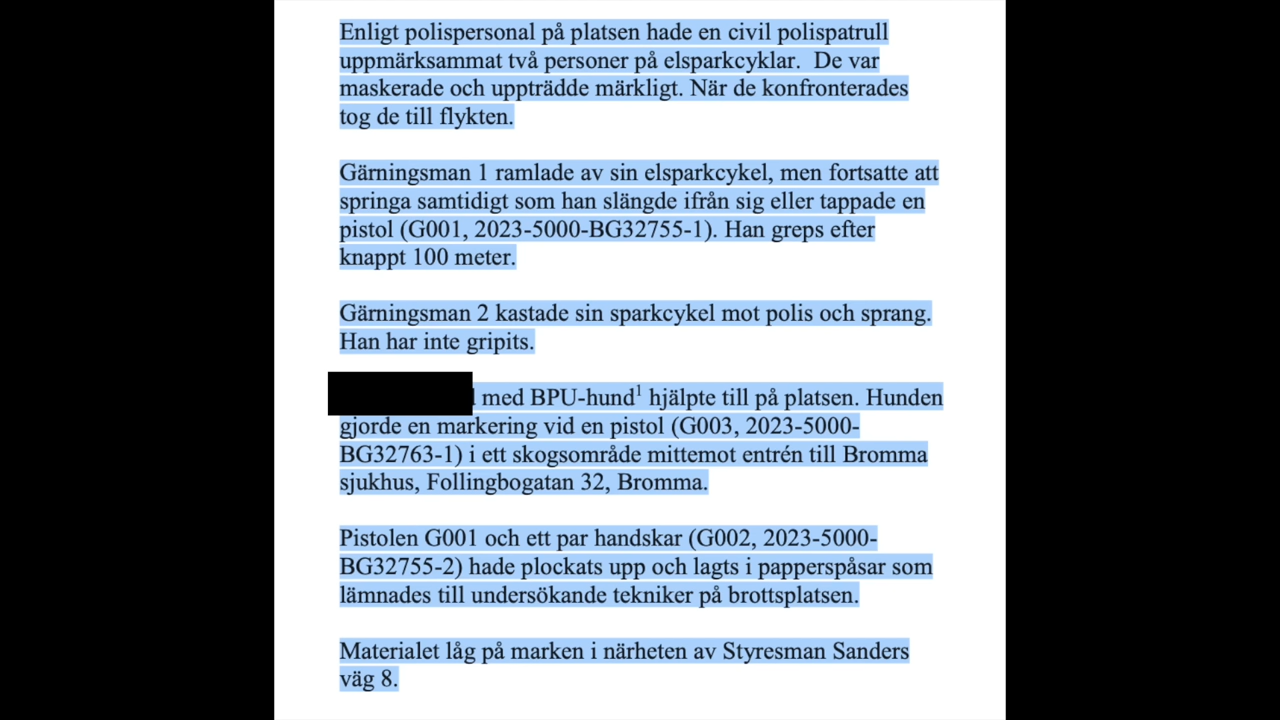 Enligt polispersonal på platsen hade en civil polispatrull
uppmärksammat två personer på elsparkcyklar.  De var
maskerade och uppträdde märkligt. När de konfronterades
tog de till flykten.
Gärningsman 1 ramlade av sin elsparkcykel, men fortsatte att
springa samtidigt som han slängde ifrån sig eller tappade en
pistol (G001, 2023-5000-BG32755-1). Han greps efter
knappt 100 meter.
Gärningsman 2 kastade sin sparkcykel mot polis och sprang.
Han har inte gripits.
med BPU-hund¹ hjälpte till på platsen. Hunden
gjorde en markering vid en pistol (G003, 2023-5000-
BG32763-1) i ett skogsområde mittemot entrén till Bromma
sjukhus, Follingbogatan 32, Bromma.
Pistolen G001 och ett par handskar (G002, 2023-5000-
BG32755-2) hade plockats upp och lagts i papperspåsar som
lämnades till undersökande tekniker på brottsplatsen.
Materialet låg på marken i närheten av Styresman Sanders
väg 8.